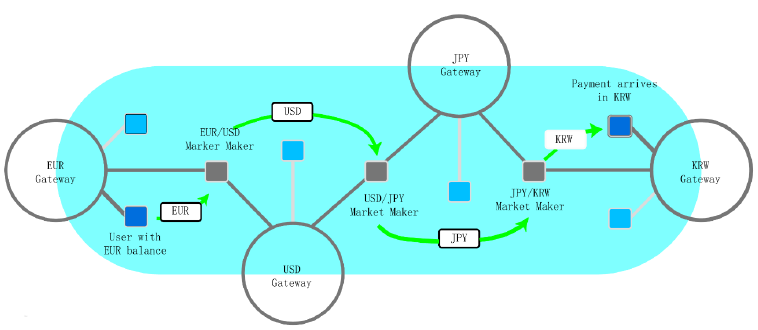 JPY
Gateway
Payment arrives
in KRW
USD
EUR/USD
Marker Maker
KRW
EUR
Gateway
KRW
Gateway
USD/JPY
Market Maker
JPY/KRW
Market Maker
EUR
User with
EUR balance
JPY
USD
Gateway